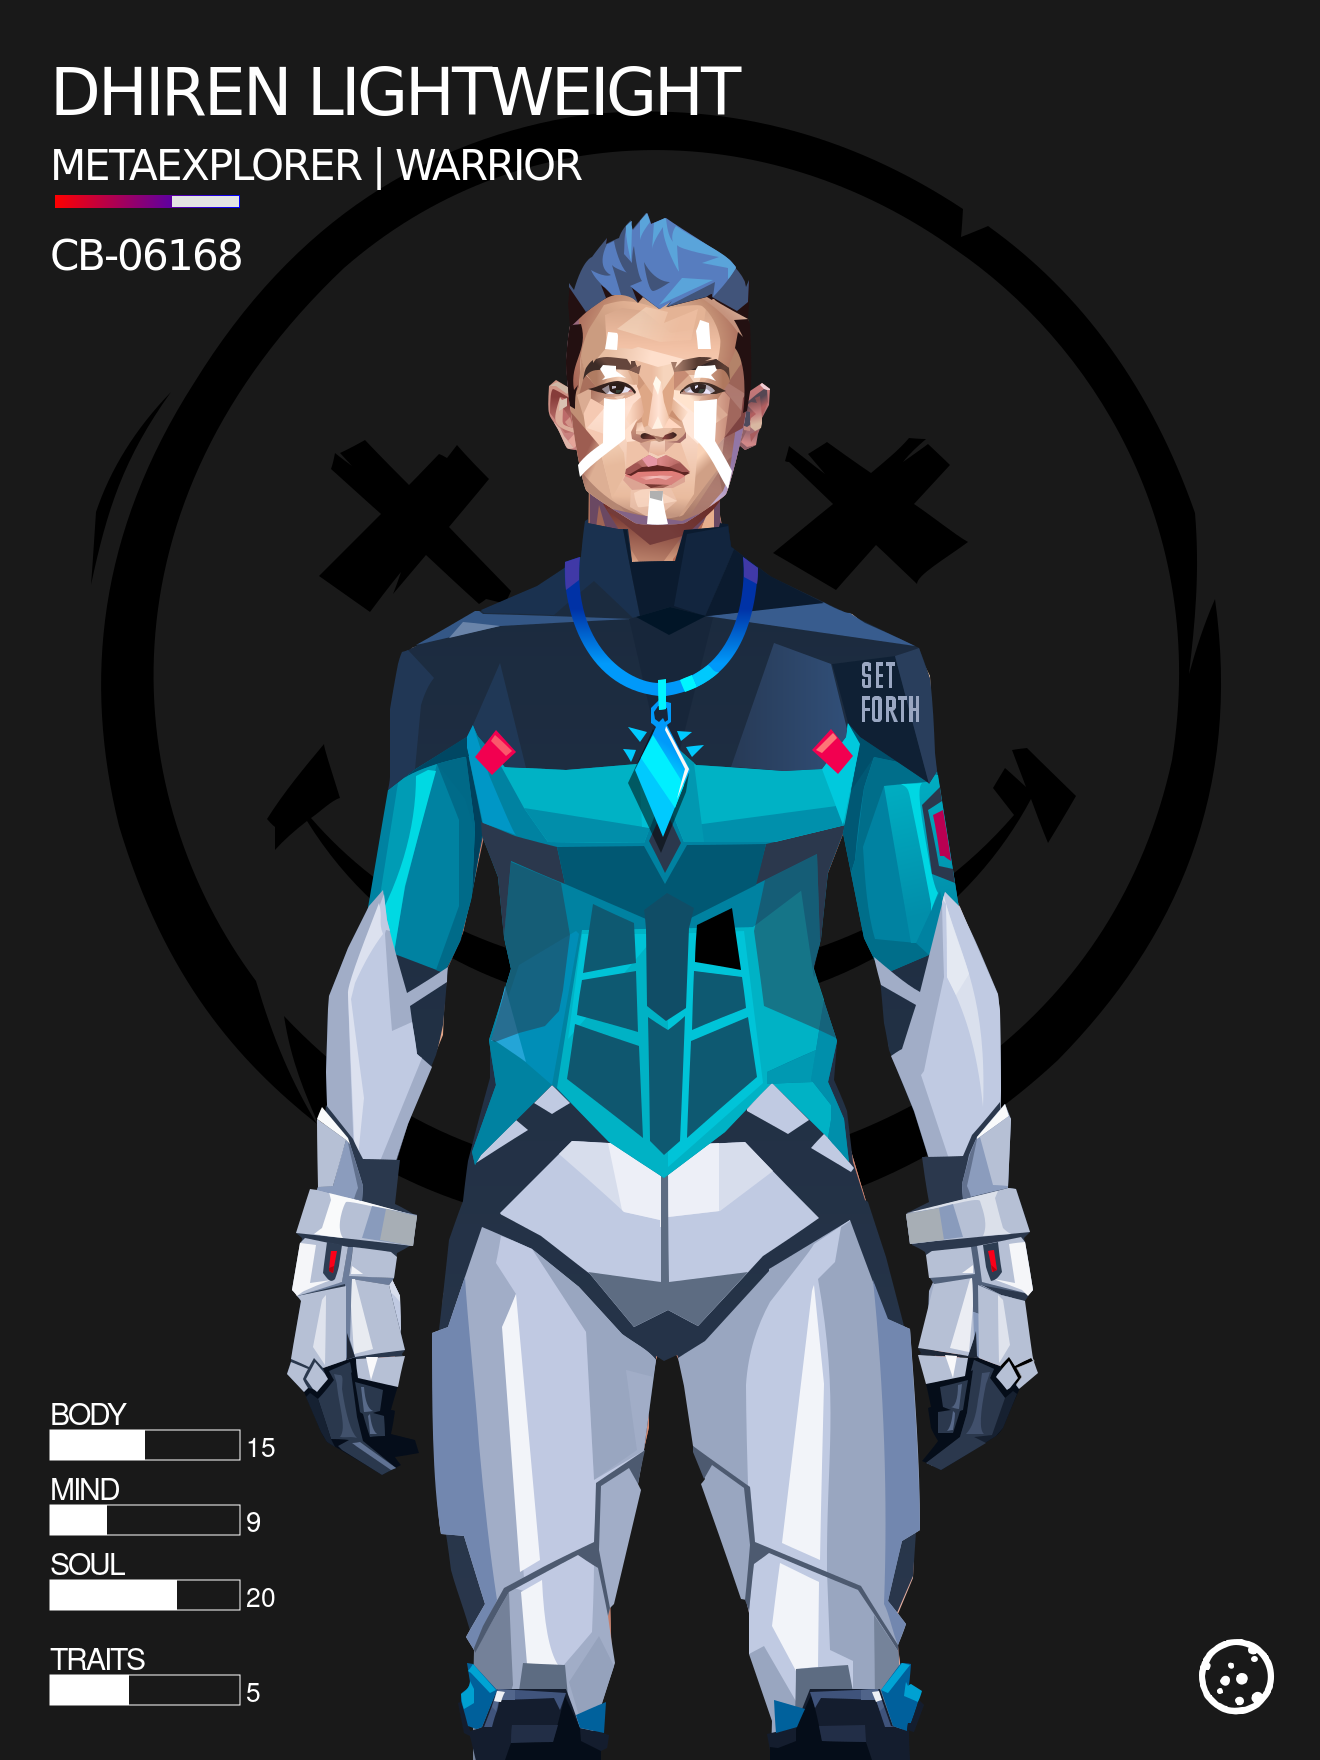 DHIREN LIGHTWEIGHT
METAEXPLORER | WARRIOR
CB-06168
SET
FORTH
BODY
15
MIND
9
SOUL
20
TRAITS
5